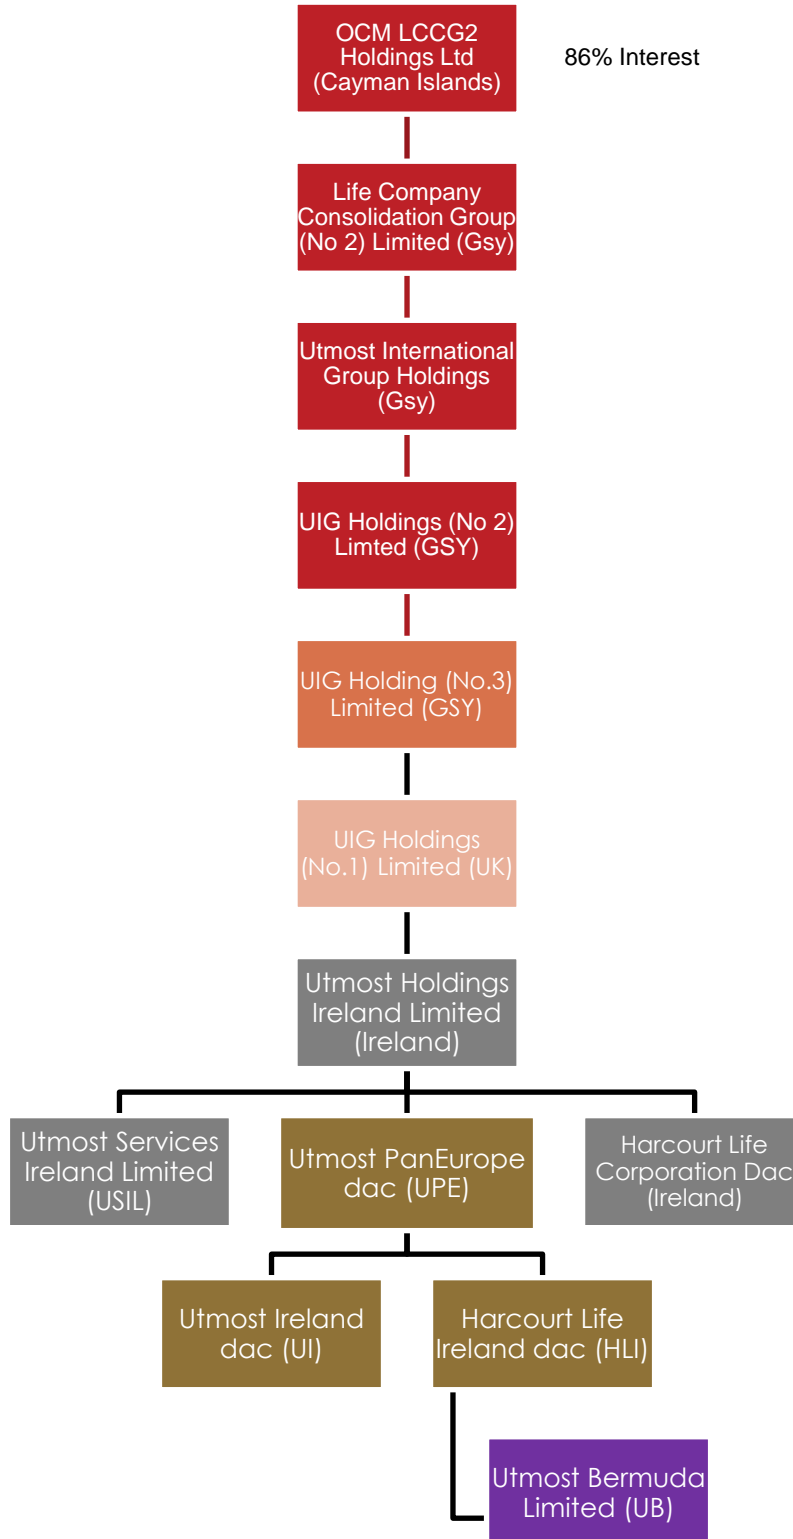 OCM LCCG2
Holdings Ltd
(Cayman Islands)
86% Interest
Life Company
Consolidation Group
(No 2) Limited (Gsy)
Utmost International
Group Holdings
(Gsy)
UIG Holdings (No 2)
Limted (GSY)
UIG Holding (No.3)
Limited (GSY)
UIG Holdings
(No.1) Limited (UK)
Utmost Holdings
Ireland Limited
(Ireland)
Utmost Services
Ireland Limited
(USIL)
Utmost PanEurope
dac (UPE)
Harcourt Life
Corporation Dac
(Ireland)
Utmost Ireland
dac (UI)
Harcourt Life
Ireland dac (HLI)
Utmost Bermuda
Limited (UB)